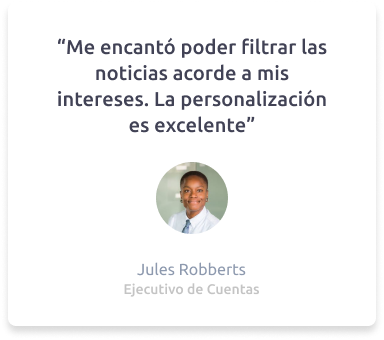 “Me encantó poder filtrar las
noticias acorde a mis
intereses. La personalización
es excelente”
Jules Robberts
Ejecutivo de Cuentas